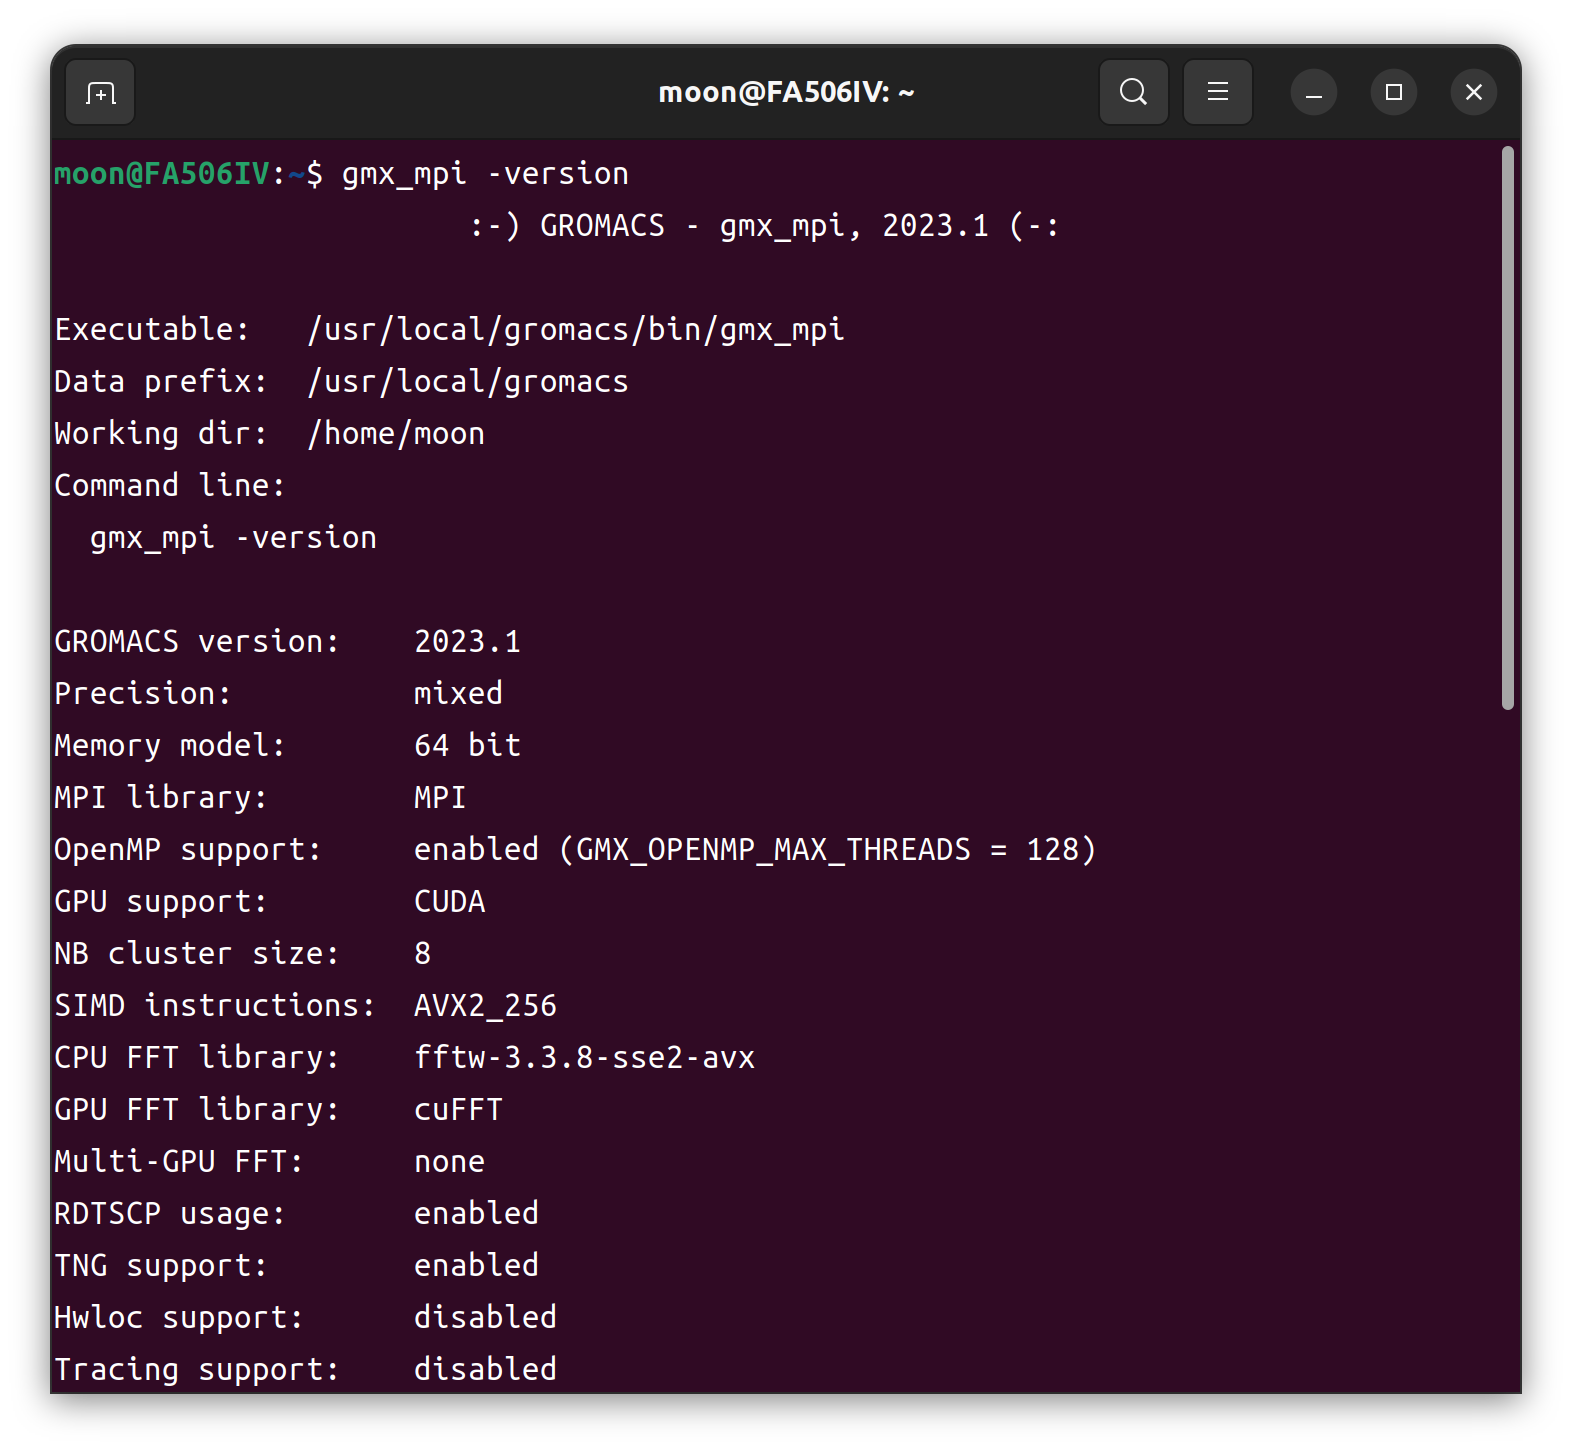 moon@FA506IV: ~
moon@FA506IV:~$ gmx_mpi -version
:-) GROMACS - gmx_mpi, 2023.1 (-:
Executable:   /usr/local/gromacs/bin/gmx_mpi
Data prefix:  /usr/local/gromacs
Working dir:  /home/moon
Command line:
  gmx_mpi -version
GROMACS version:    2023.1
Precision:          mixed
Memory model:       64 bit
MPI library:        MPI
OpenMP support:     enabled (GMX_OPENMP_MAX_THREADS = 128)
GPU support:        CUDA
NB cluster size:    8
SIMD instructions:  AVX2_256
CPU FFT library:    fftw-3.3.8-sse2-avx
GPU FFT library:    cuFFT
Multi-GPU FFT:      none
RDTSCP usage:       enabled
TNG support:        enabled
Hwloc support:      disabled
Tracing support:    disabled